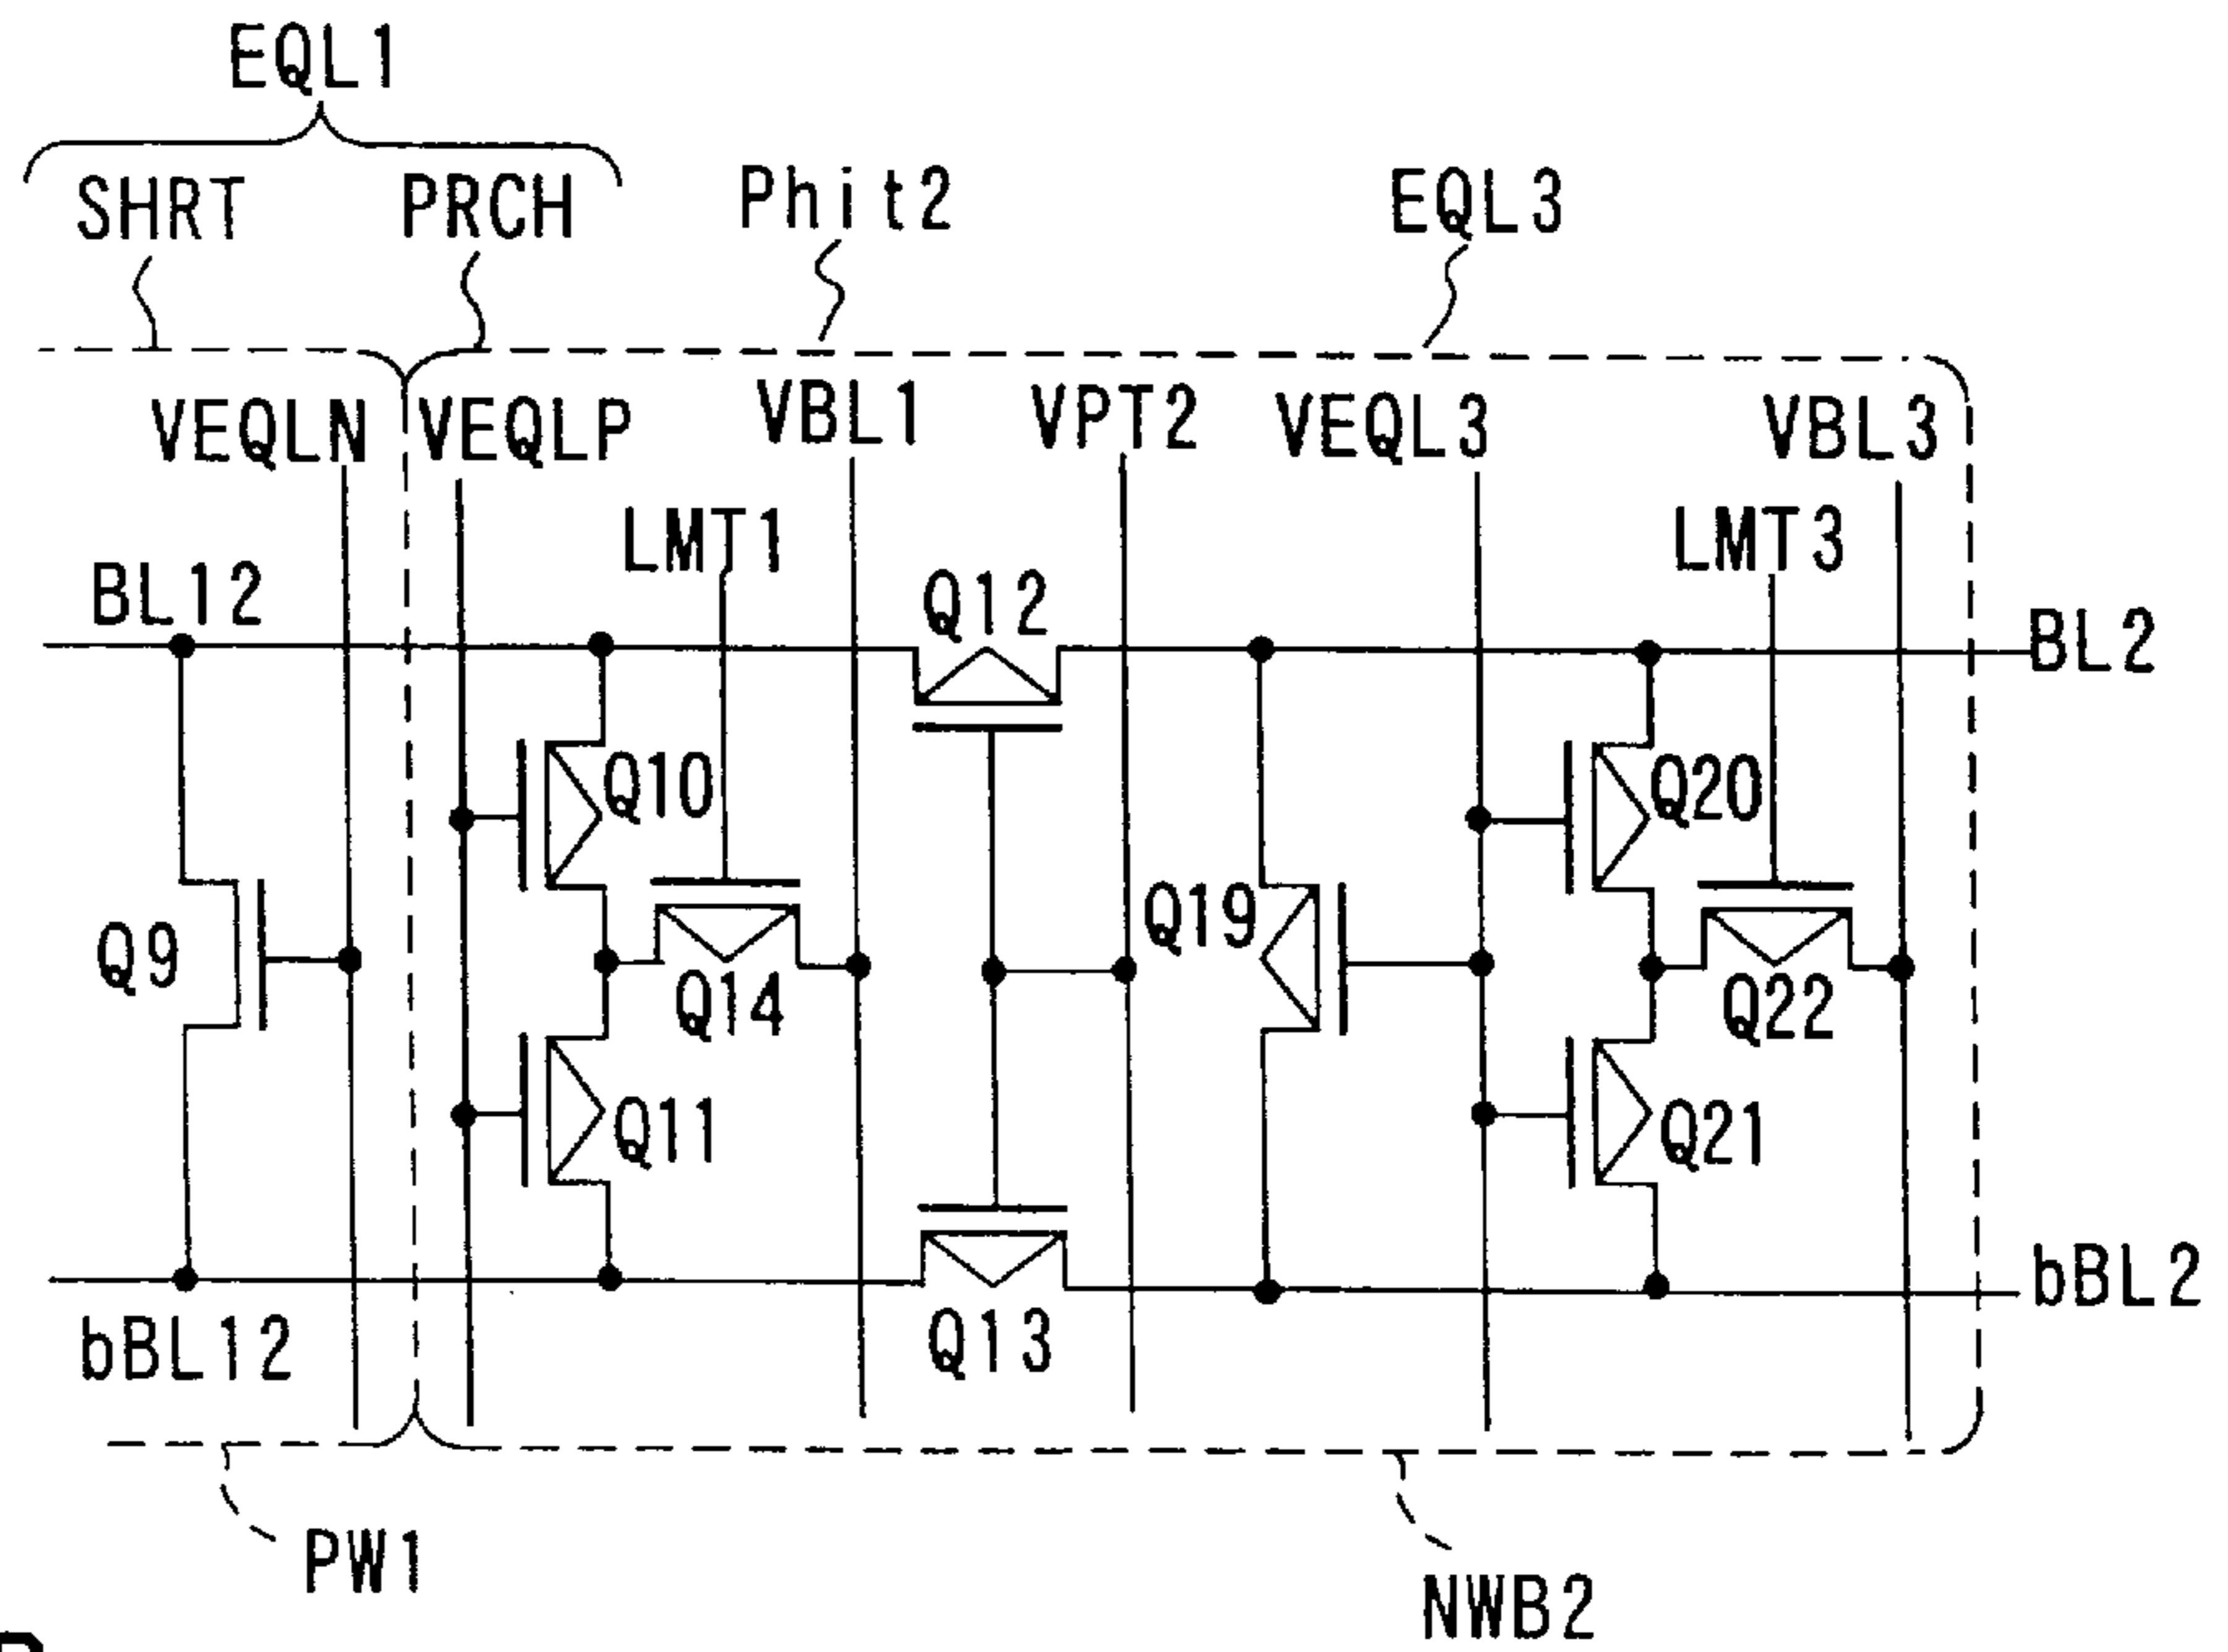 EQL1
SHRT PRCH Phit2 EQL3
VEQLN VEQLP VBL1 VPT2 VEQL3 VBL3
LMT1 LMT3
BL12 Q12 BL2
Q10 Q20
Q9 Q14 Q19 Q22
Q11 Q21
bBL12 Q13 bBL2
PW1 NWB2